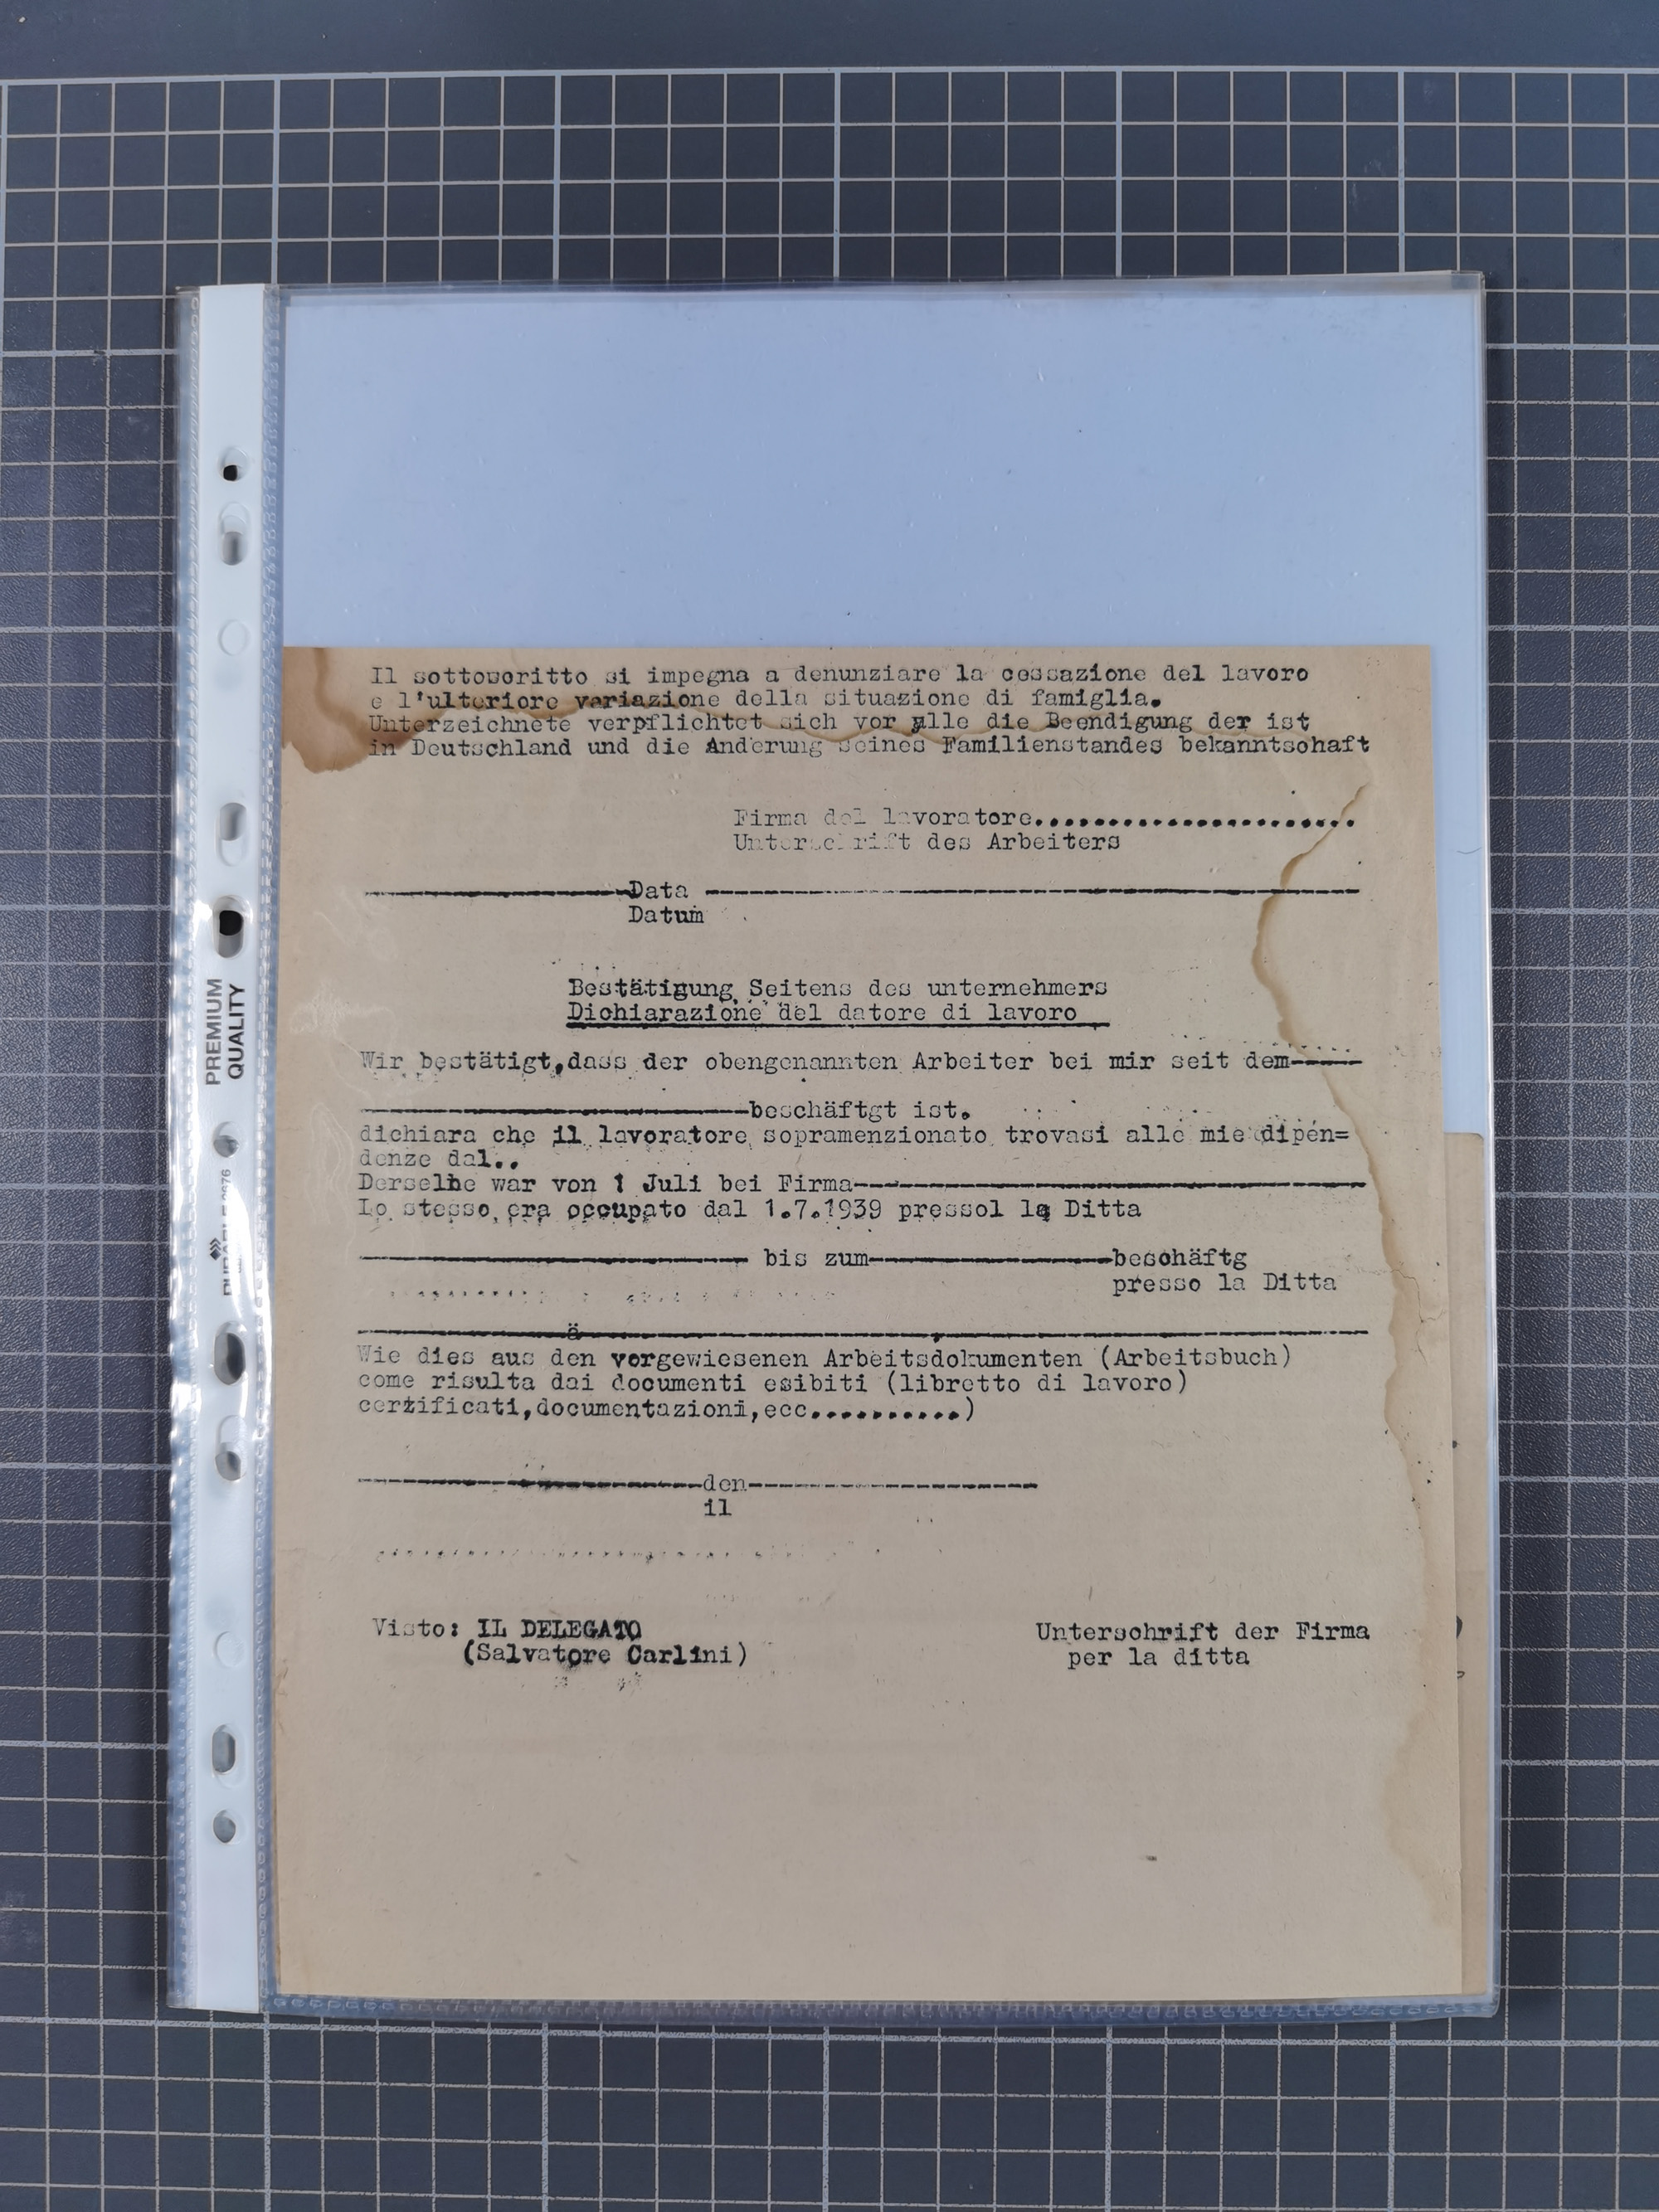 Il sottoscritto si impegna a denunziare la cessazione del lavoro
e l'ulteriore variazione della situazione di famiglia.
Unterzeichnete verpflichtet sich vor alle die Beendigung der ist
in Deutschland und die Änderung seines Familienstandes bekanntschaft
Firma del lavoratore......................
Unterschrift des Arbeiters
--------------------Data --------------------
Datum
Bestätigung Seitens des unternehmers
Dichiarazione del datore di lavoro
Wir bestätigt,dass der obengenannten Arbeiter bei mir seit dem-----
-------------------------beschäftgt ist.
dichiara che il lavoratore sopramenzionato trovasi alle mie dipen=
denze dal..
Derselbe war von 1 Juli bei Firma--------------------
Lo stesso era occupato dal 1.7.1939 pressol la Ditta
------------------------- bis zum----------------beschäftg
presso la Ditta
--------------ä--------------------
Wie dies aus den vorgewiesenen Arbeitsdokumenten (Arbeitsbuch)
come risulta dai documenti esibiti (libretto di lavoro)
certificati,documentazioni,ecc..........)
----------------------den-------------------
il
Visto: IL DELEGATO
(Salvatore Carlini)
Unterschrift der Firma
per la ditta
PREMIUM
QUALITY